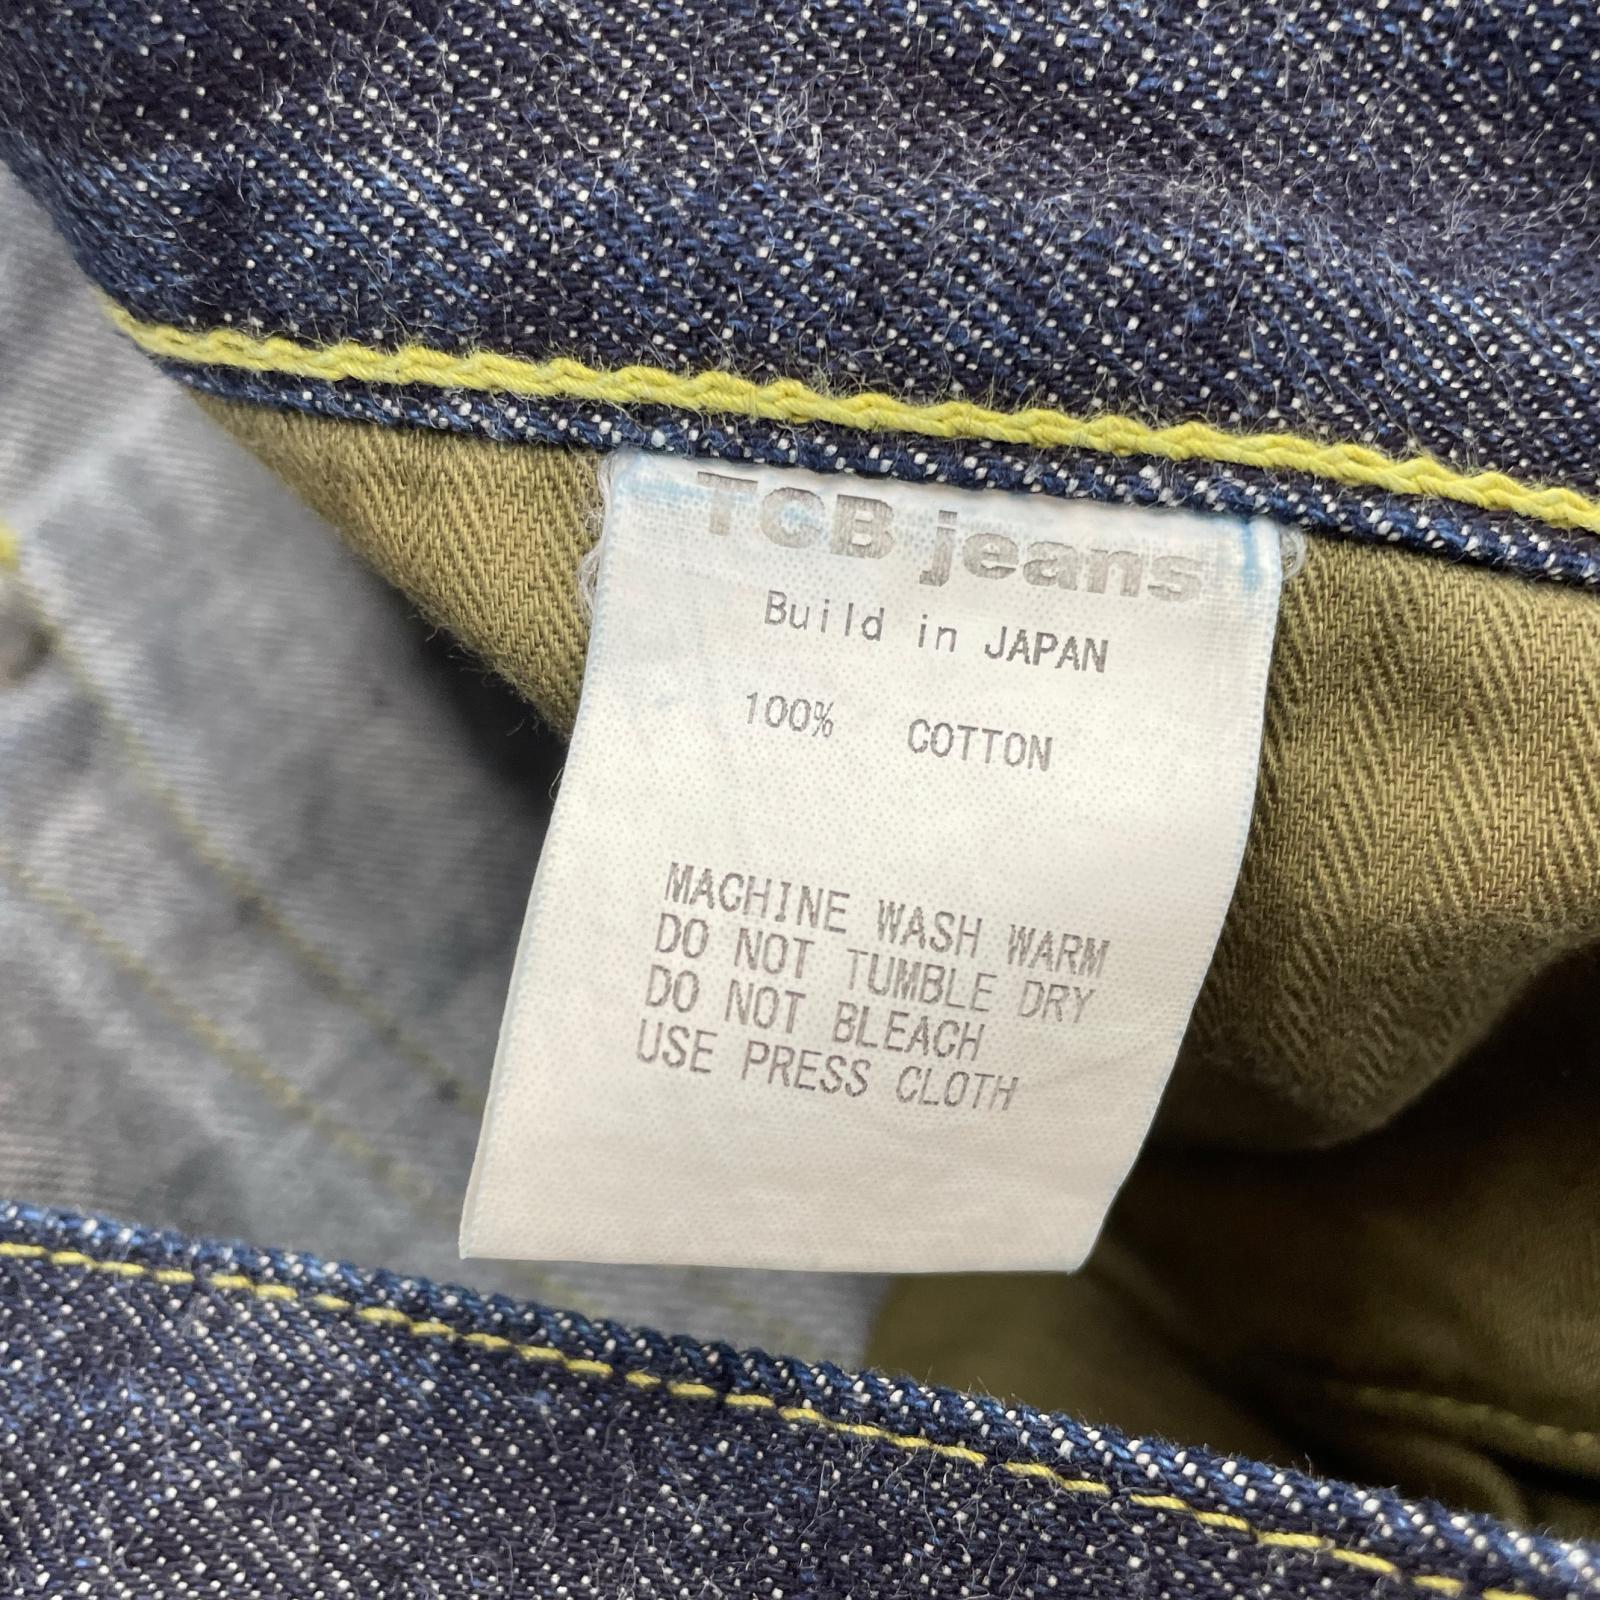 TCB jeans
Build in JAPAN
100% COTTON
MACHINE WASH WARM
DO NOT TUMBLE DRY
DO NOT BLEACH
USE PRESS CLOTH